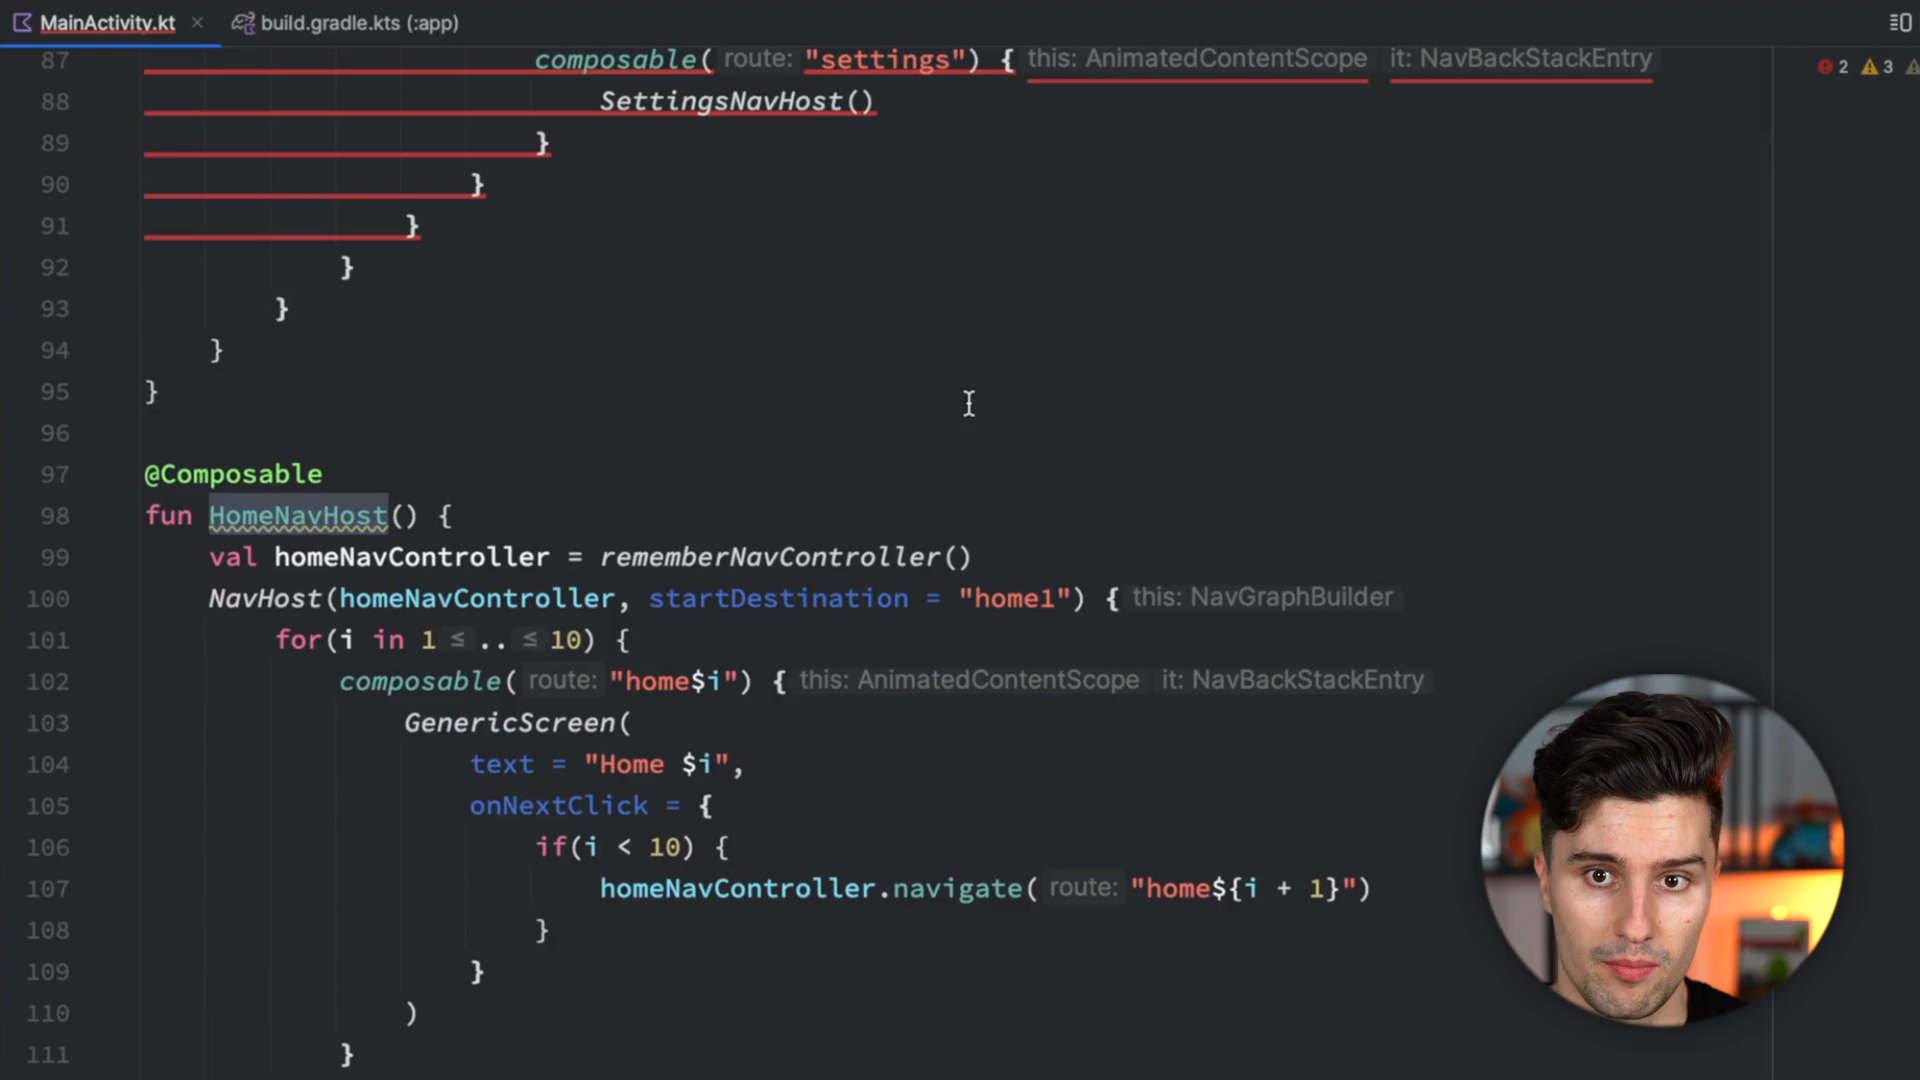 MainActivity.kt × build.gradle.kts (:app)
87 composable( route: "settings") { this: AnimatedContentScope it: NavBackStackEntry
2 3
88 SettingsNavHost()
89 }
90 }
91 }
92 }
93 }
94 }
95 }
96
97 @Composable
98 fun HomeNavHost() {
99 val homeNavController = rememberNavController()
100 NavHost(homeNavController, startDestination = "home1") { this: NavGraphBuilder
101 for(i in 1 ≤ .. ≤ 10) {
102 composable( route: "home$i") { this: AnimatedContentScope it: NavBackStackEntry
103 GenericScreen(
104 text = "Home $i",
105 onNextClick = {
106 if(i < 10) {
107 homeNavController.navigate( route: "home${i + 1}")
108 }
109 }
110 )
111 }